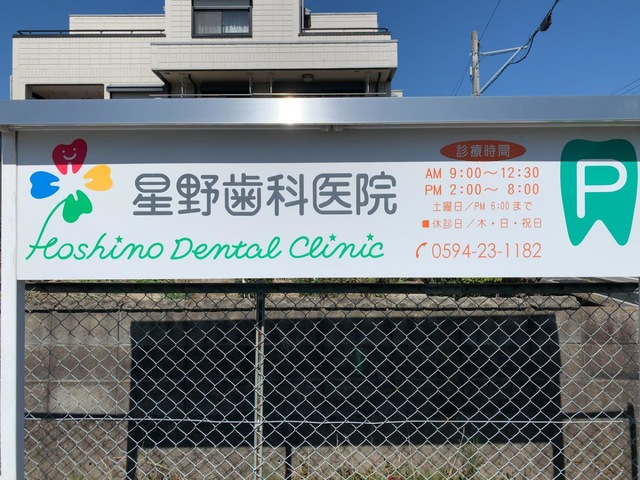 星野歯科医院
Hoshino Dental Clinic
診療時間
AM 9:00～12:30
PM 2:00～ 8:00
土曜日/PM 6:00まで
■休診日/木・日・祝日
0594-23-1182
P